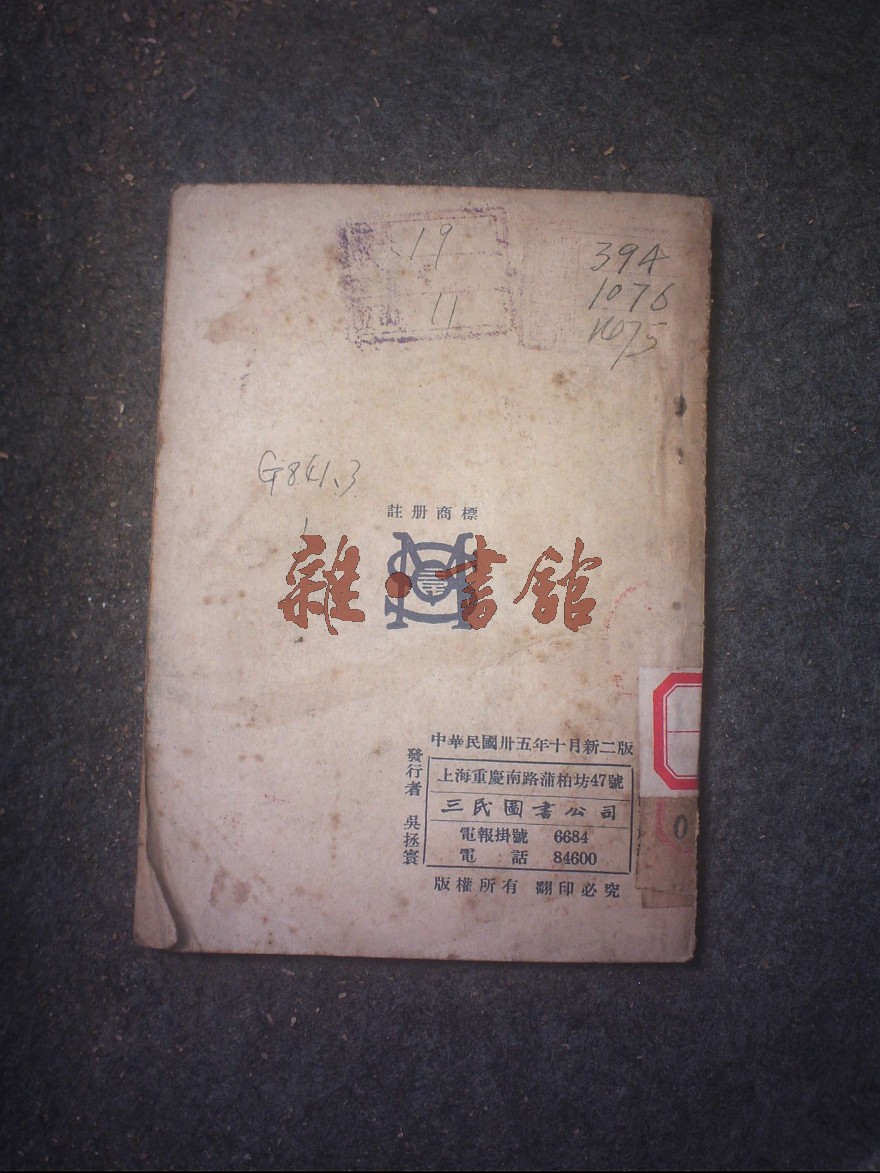 19
11
394
1076
G841.3
註册商標
雜·書館
中華民國卅五年十月新二版
發行者 吳拯寰
上海重慶南路蒲柏坊47號
三民圖書公司
電報掛號 6684
電話 84600
版權所有 翻印必究
0